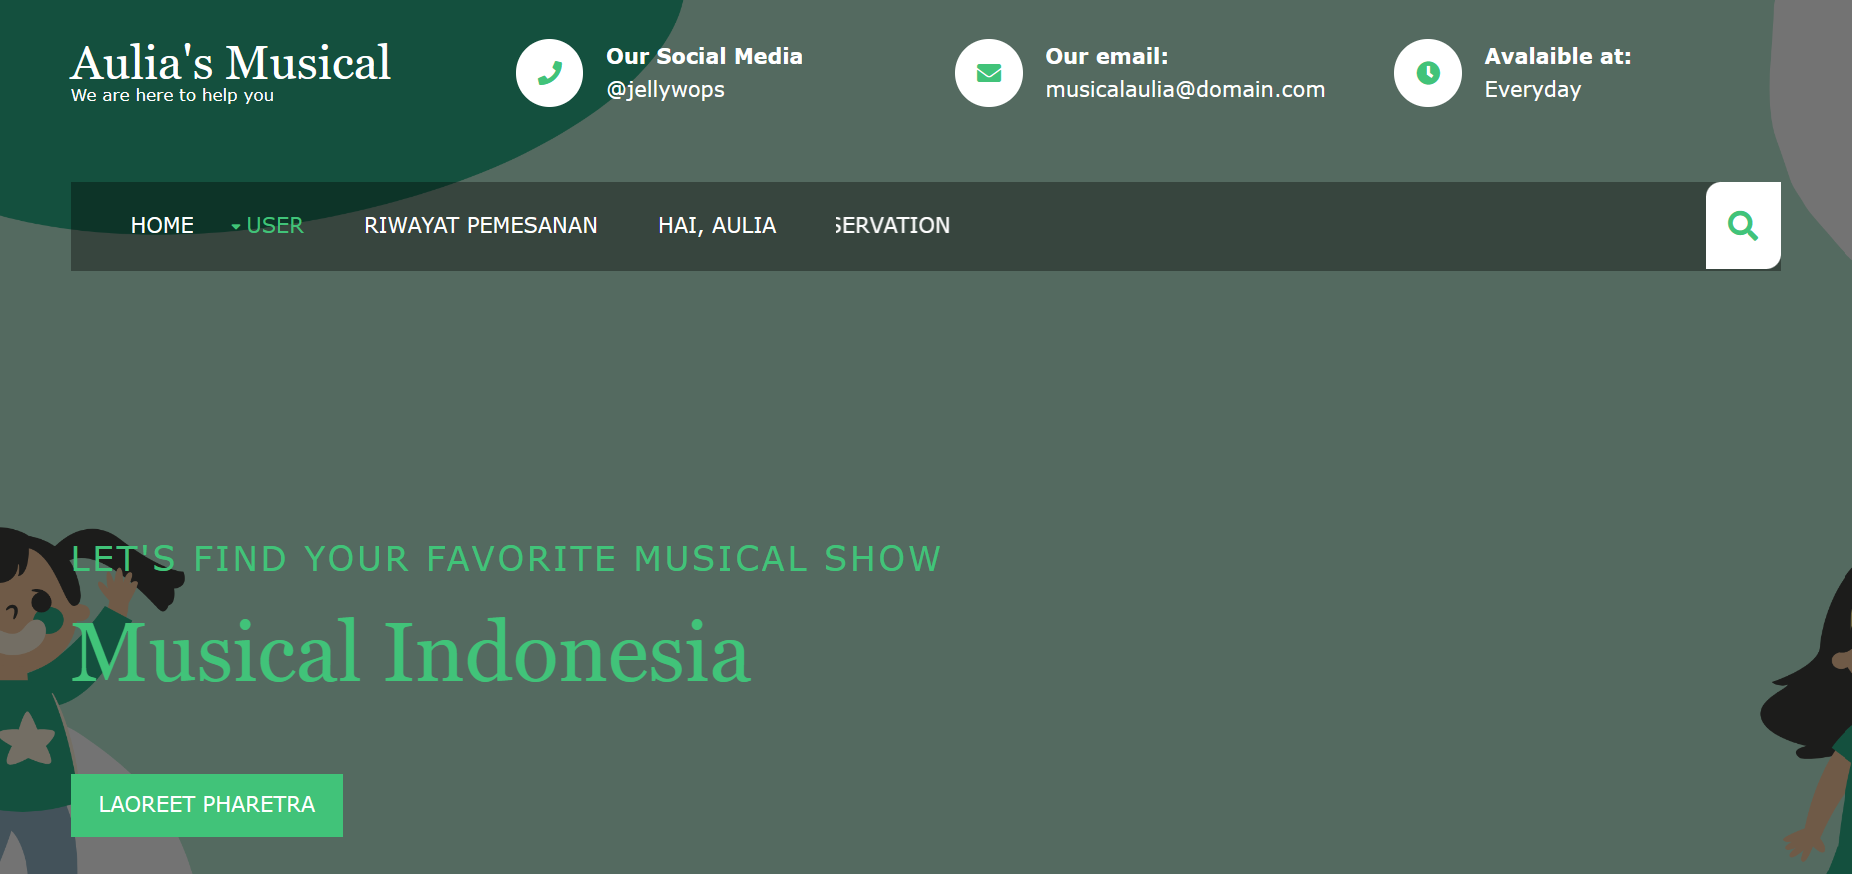 Aulia's Musical
We are here to help you
Our Social Media
@jellywops
Our email:
musicalaulia@domain.com
Avalaible at:
Everyday
HOME USER RIWAYAT PEMESANAN HAI, AULIA SERVATION
LET'S FIND YOUR FAVORITE MUSICAL SHOW
Musical Indonesia
LAOREET PHARETRA